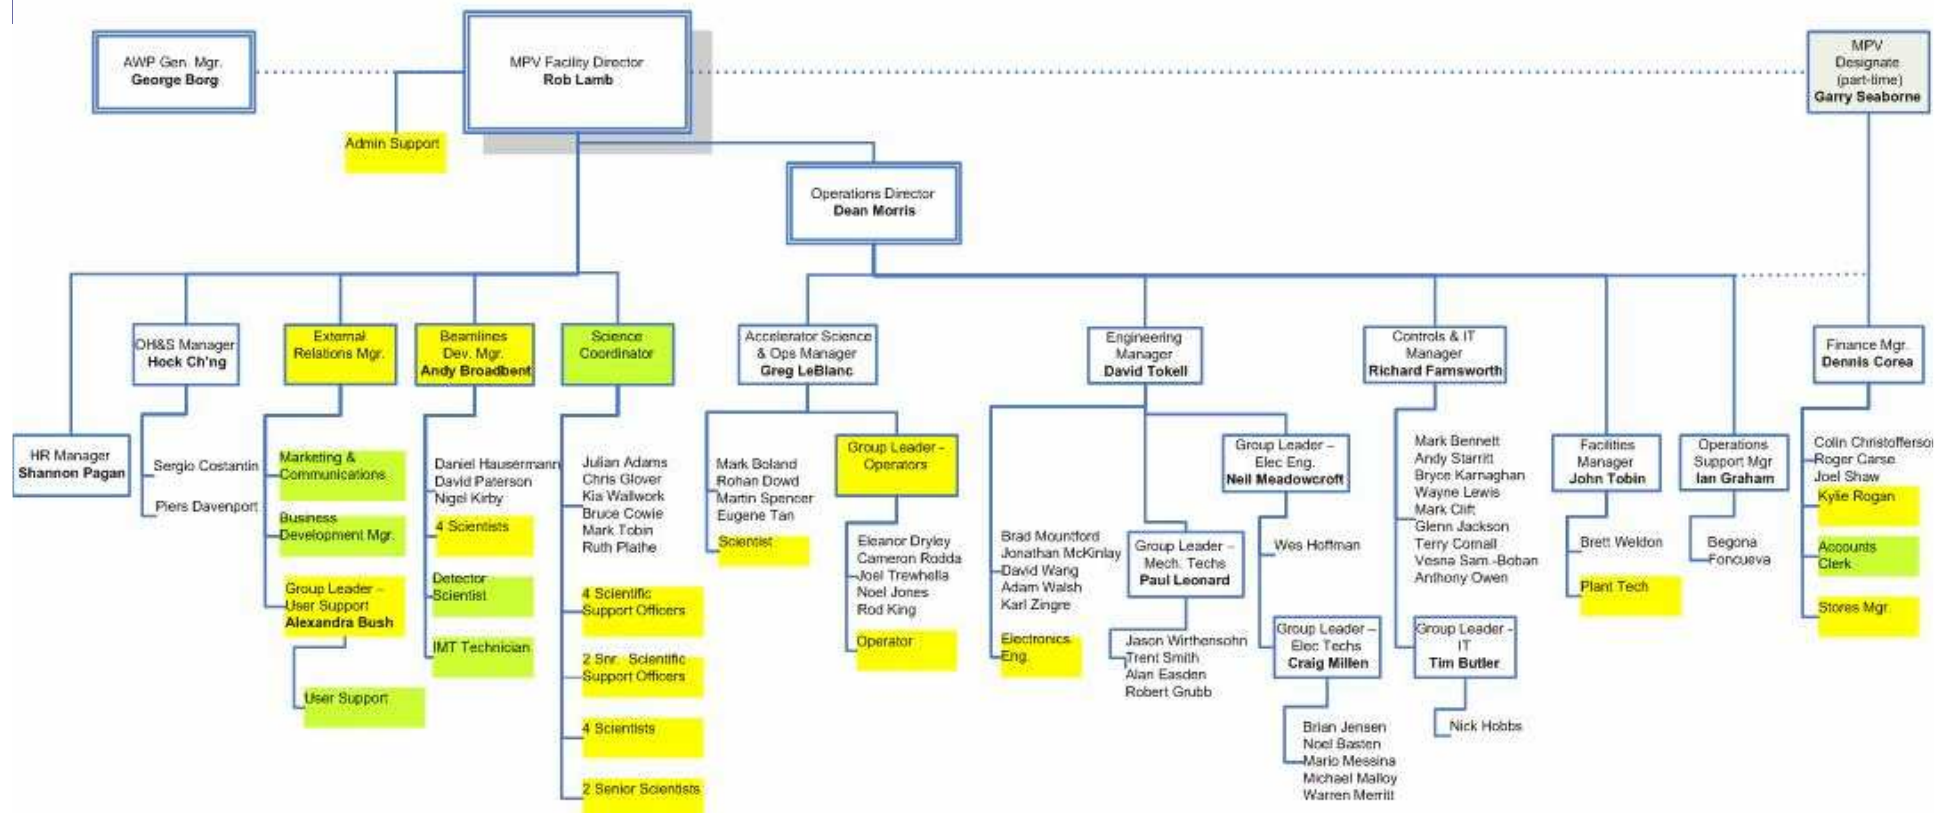 AWP Gen. Mgr.
George Borg
MPV Facility Director
Rob Lamb
MPV
Designate
(part-time)
Garry Seaborne
Admin Support
Operations Director
Dean Morris
HR Manager
Shannon Pagan
OH&S Manager
Hock Ch'ng
Sergio Costantin
Piers Davenport
External
Relations Mgr.
Marketing &
Communications
Business
Development Mgr.
Group Leader –
User Support
Alexandra Bush
User Support
Beamlines
Dev. Mgr.
Andy Broadbent
Daniel Hausermann
David Paterson
Nigel Kirby
4 Scientists
Detector
Scientist
IMT Technician
Science
Coordinator
Julian Adams
Chris Glover
Kia Wallwork
Bruce Cowie
Mark Tobin
Ruth Plathe
4 Scientific
Support Officers
2 Snr. Scientific
Support Officers
4 Scientists
2 Senior Scientists
Accelerator Science
& Ops Manager
Greg LeBlanc
Mark Boland
Rohan Dowd
Martin Spencer
Eugene Tan
Scientist
Group Leader -
Operators
Eleanor Dryley
Cameron Rodda
Joel Trewhella
Noel Jones
Rod King
Operator
Engineering
Manager
David Tokell
Brad Mountford
Jonathan McKinlay
David Wang
Adam Walsh
Karl Zingre
Electronics
Eng.
Group Leader –
Mech. Techs
Paul Leonard
Jason Wirthensohn
Trent Smith
Alan Easden
Robert Grubb
Group Leader –
Elec Eng.
Neil Meadowcroft
Wes Hoffman
Group Leader –
Elec Techs
Craig Millen
Brian Jensen
Noel Basten
Mario Messina
Michael Malloy
Warren Merritt
Controls & IT
Manager
Richard Farnsworth
Mark Bennett
Andy Starritt
Bryce Karnaghan
Wayne Lewis
Mark Clift
Glenn Jackson
Terry Cornall
Vesna Sam.-Boban
Anthony Owen
Group Leader -
IT
Tim Butler
Nick Hobbs
Facilities
Manager
John Tobin
Brett Weldon
Plant Tech
Operations
Support Mgr
Ian Graham
Begona
Foncueva
Finance Mgr.
Dennis Corea
Colin Christofferso
Roger Carse
Joel Shaw
Kylie Rogan
Accounts
Clerk
Stores Mgr.